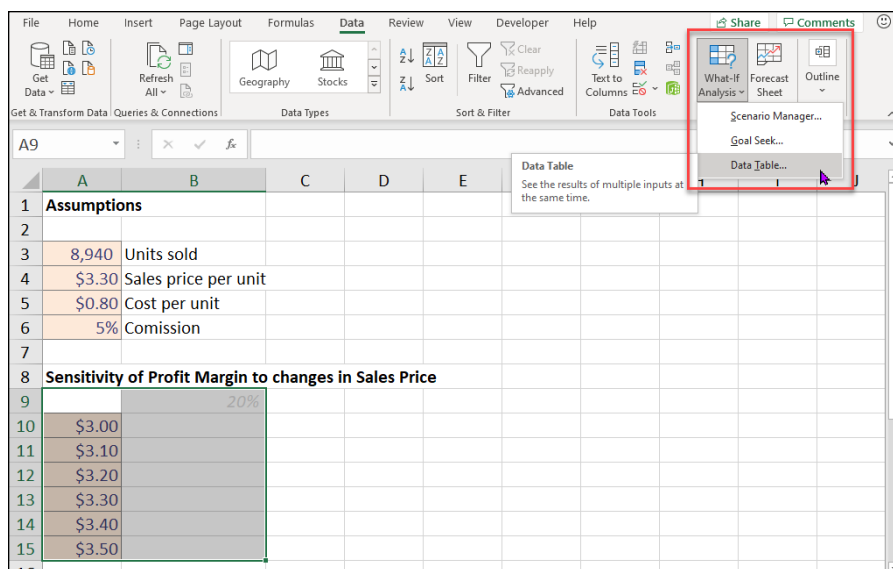 File Home Insert Page Layout Formulas Data Review View Developer Help Share Comments
Get Data
Refresh All
Geography Stocks
Sort
Filter
Clear
Reapply
Advanced
Text to Columns
What-If Analysis
Forecast Sheet
Outline
Get & Transform Data Queries & Connections Data Types Sort & Filter Data Tools
Scenario Manager...
Goal Seek...
Data Table...
A9 fx
Data Table
See the results of multiple inputs at
the same time.
A B C D E
1 Assumptions
2
3 8,940 Units sold
4 $3.30 Sales price per unit
5 $0.80 Cost per unit
6 5% Comission
7
8 Sensitivity of Profit Margin to changes in Sales Price
9 20%
10 $3.00
11 $3.10
12 $3.20
13 $3.30
14 $3.40
15 $3.50